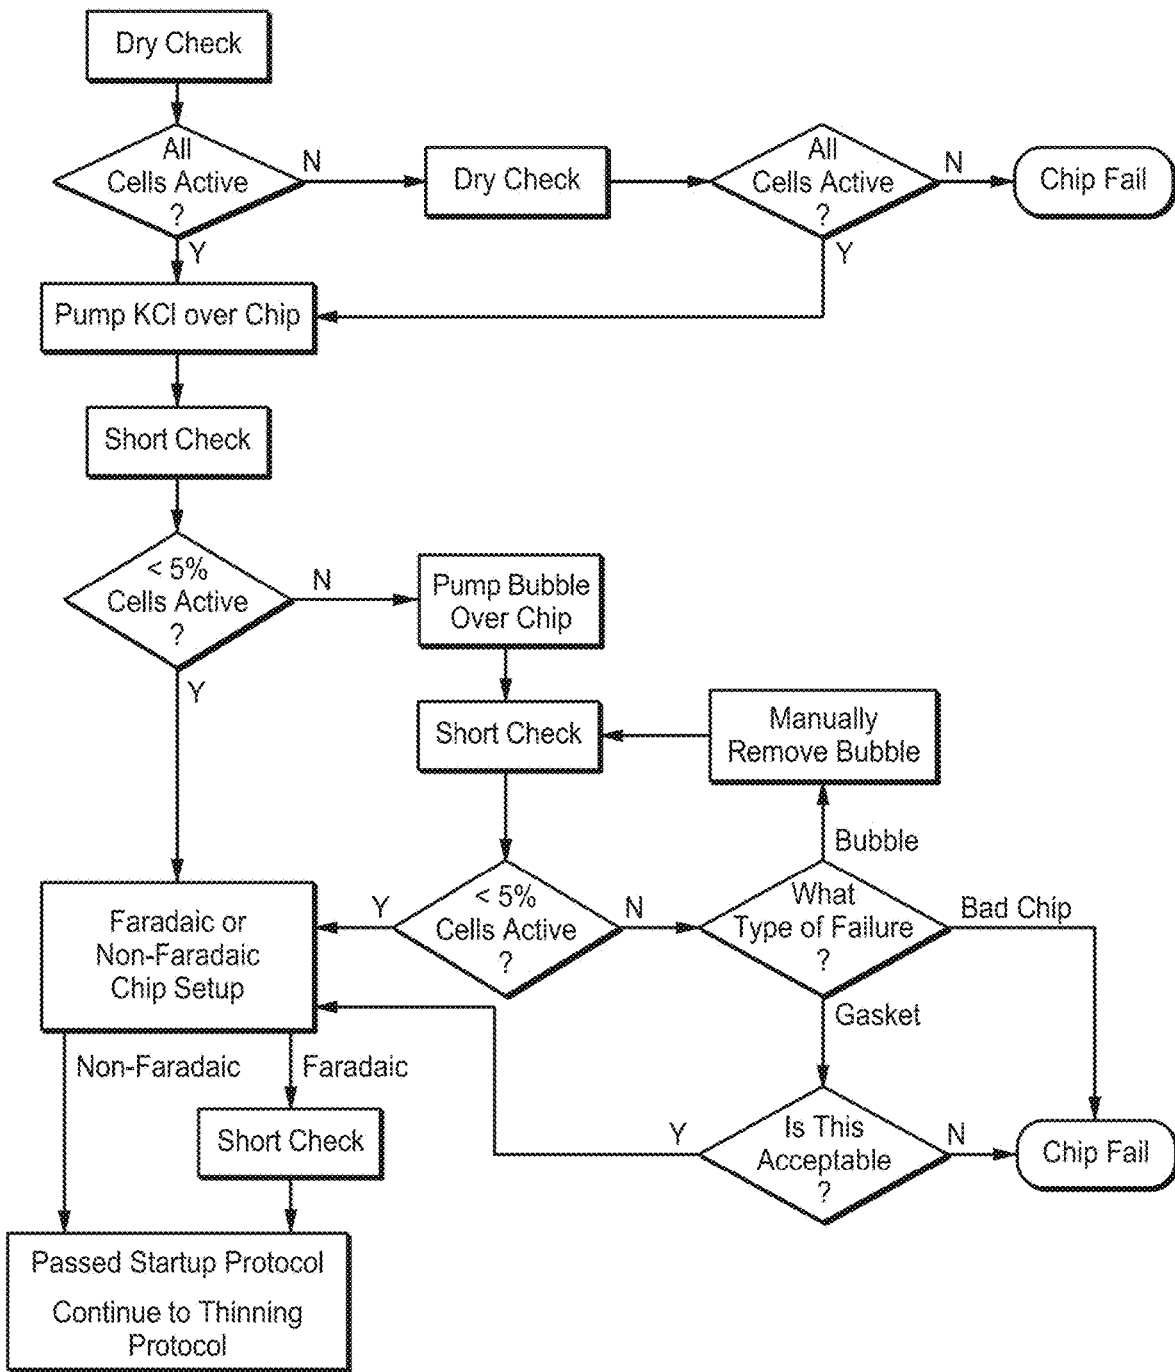 Dry Check
All
Cells Active
?
N
Dry Check
All
Cells Active
?
N
Chip Fail
Y
Y
Pump KCl over Chip
Short Check
< 5%
Cells Active
?
N
Pump Bubble
Over Chip
Y
Short Check
Manually
Remove Bubble
Bubble
Faradaic or
Non-Faradaic
Chip Setup
Y
< 5%
Cells Active
?
N
What
Type of Failure
?
Bad Chip
Gasket
Non-Faradaic
Faradaic
Short Check
Y
Is This
Acceptable
?
N
Chip Fail
Passed Startup Protocol
Continue to Thinning
Protocol